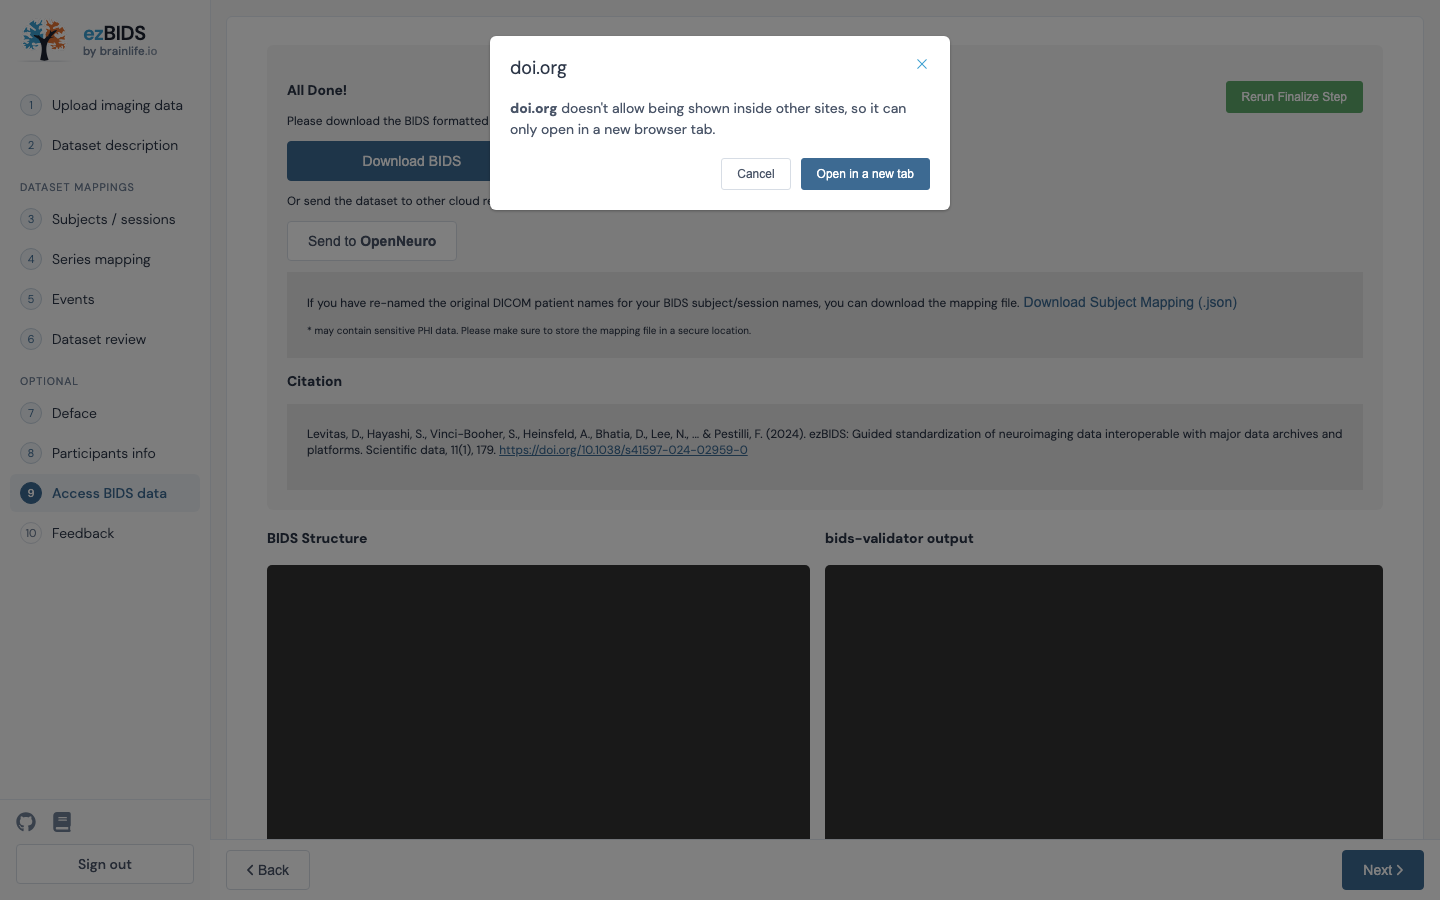 ezBIDS
by brainlife.io
1 Upload imaging data
2 Dataset description
DATASET MAPPINGS
3 Subjects / sessions
4 Series mapping
5 Events
6 Dataset review
OPTIONAL
7 Deface
8 Participants info
9 Access BIDS data
10 Feedback
Sign out
doi.org
doi.org doesn't allow being shown inside other sites, so it can
only open in a new browser tab.
Cancel
Open in a new tab
All Done!
Rerun Finalize Step
Please download the BIDS formatted
Download BIDS
Or send the dataset to other cloud
Send to OpenNeuro
If you have re-named the original DICOM patient names for your BIDS subject/session names, you can download the mapping file. Download Subject Mapping (.json)
* may contain sensitive PHI data. Please make sure to store the mapping file in a secure location.
Citation
Levitas, D., Hayashi, S., Vinci-Booher, S., Heinsfeld, A., Bhatia, D., Lee, N., … & Pestilli, F. (2024). ezBIDS: Guided standardization of neuroimaging data interoperable with major data archives and
platforms. Scientific data, 11(1), 179. https://doi.org/10.1038/s41597-024-02959-0
BIDS Structure
bids-validator output
Back
Next